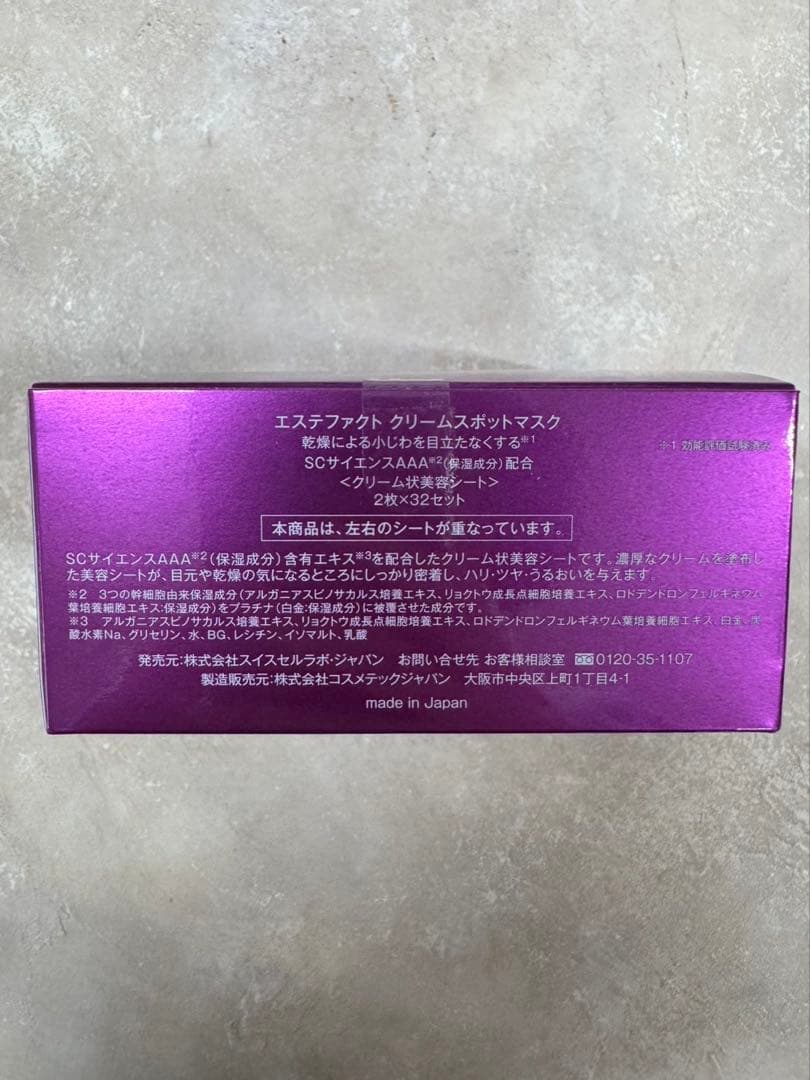 エステファクト クリームスポットマスク
乾燥による小じわを目立たなくする※1
※1 効能評価試験済み
SCサイエンスAAA※2(保湿成分)配合
<クリーム状美容シート>
2枚×32セット
本商品は、左右のシートが重なっています。
SCサイエンスAAA※2(保湿成分)含有エキス※3を配合したクリーム状美容シートです。濃厚なクリームを塗布し
た美容シートが、目元や乾燥の気になるところにしっかり密着し、ハリ・ツヤ・うるおいを与えます。
※2 3つの幹細胞由来保湿成分(アルガニアスピノサカルス培養エキス、リョクトウ成長点細胞培養エキス、ロドデンドロンフェルギネウム
葉培養細胞エキス:保湿成分)をプラチナ(白金:保湿成分)に被覆させた成分です。
※3 アルガニアスピノサカルス培養エキス、リョクトウ成長点細胞培養エキス、ロドデンドロンフェルギネウム葉培養細胞エキス、白金、炭
酸水素Na、グリセリン、水、BG、レシチン、イソマルト、乳酸
発売元:株式会社スイスセルラボ・ジャパン お問い合せ先 お客様相談室 0120-35-1107
製造販売元:株式会社コスメテックジャパン 大阪市中央区上町1丁目4-1
made in Japan